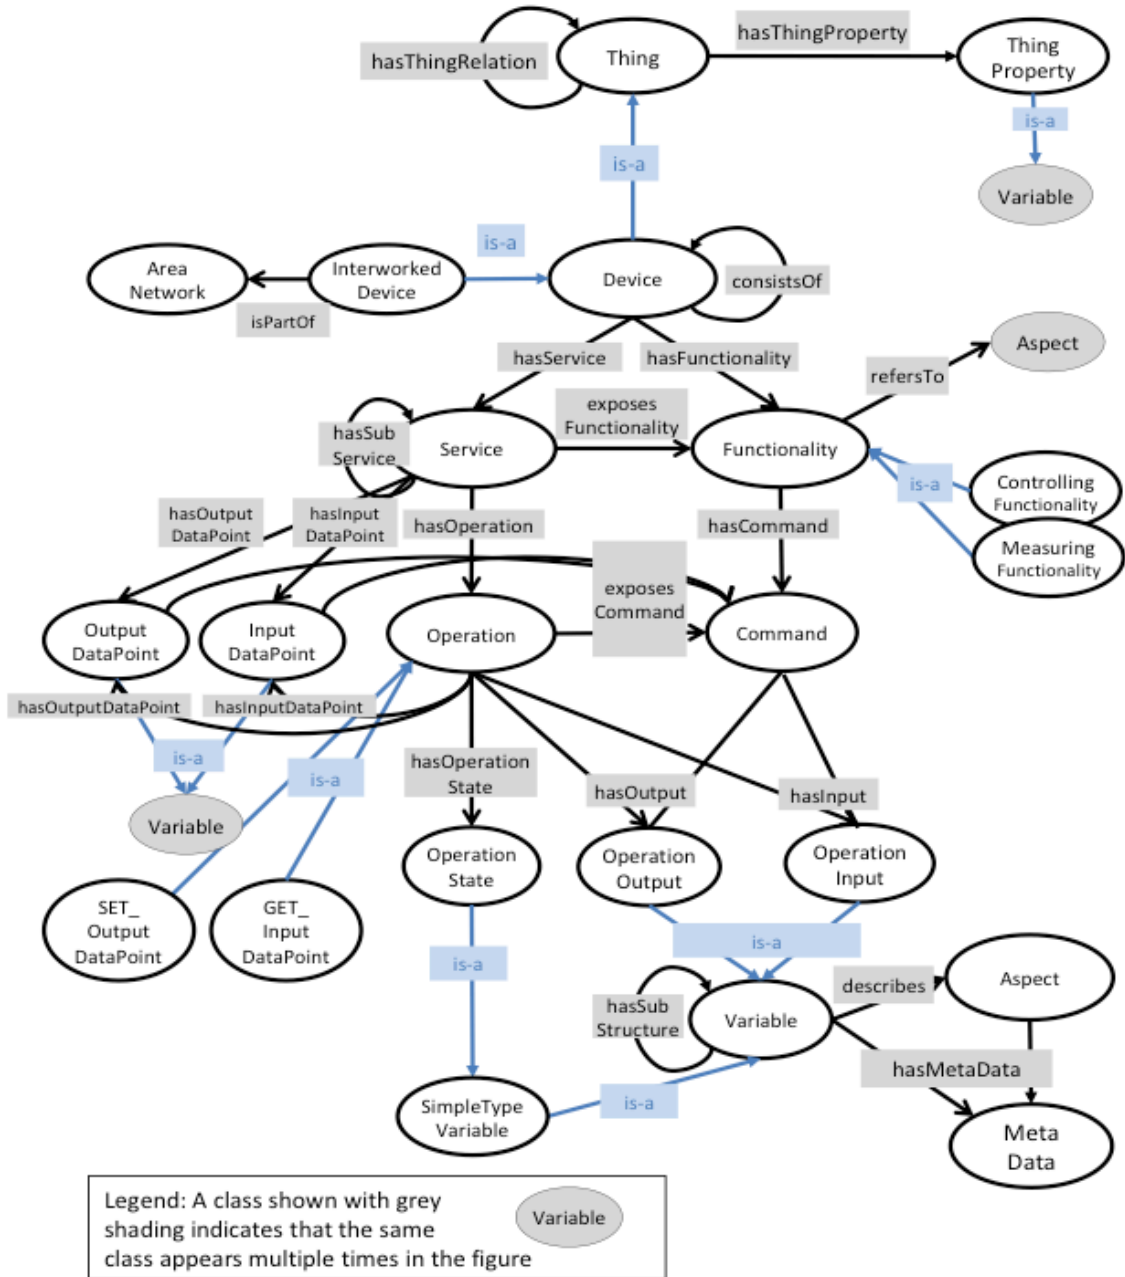 hasThingRelation
Thing
hasThingProperty
Thing
Property
is-a
is-a
Variable
Area
Network
Interworked
Device
is-a
Device
consistsOf
isPartOf
hasService
hasFunctionality
Aspect
refersTo
hasSub
Service
Service
exposes
Functionality
Functionality
is-a
Controlling
Functionality
Measuring
Functionality
hasOutput
DataPoint
hasInput
DataPoint
hasOperation
hasCommand
exposes
Command
Output
DataPoint
Input
DataPoint
Operation
Command
hasOutputDataPoint
hasInputDataPoint
is-a
is-a
hasOperation
State
hasOutput
hasInput
Variable
Operation
State
Operation
Output
Operation
Input
SET_
Output
DataPoint
GET_
Input
DataPoint
is-a
is-a
hasSub
Structure
Variable
describes
Aspect
hasMetaData
SimpleType
Variable
is-a
Meta
Data
Legend: A class shown with grey
shading indicates that the same
class appears multiple times in the figure
Variable